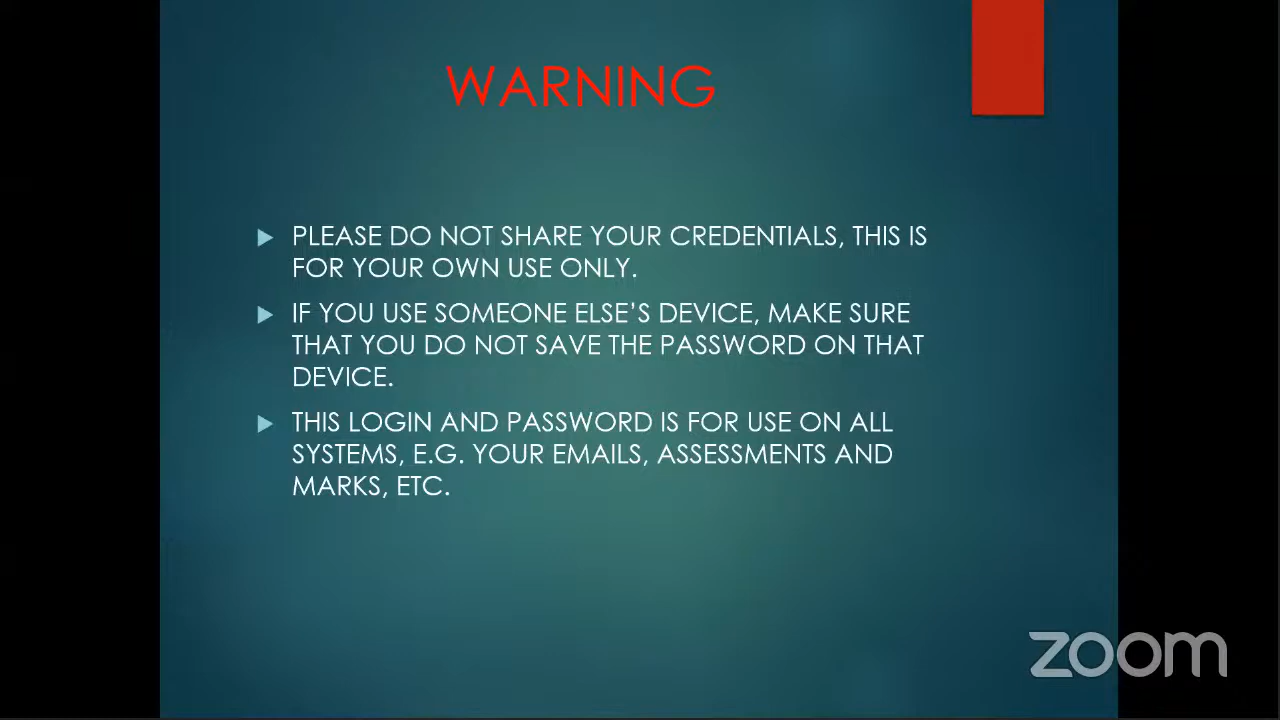 WARNING
PLEASE DO NOT SHARE YOUR CREDENTIALS, THIS IS
FOR YOUR OWN USE ONLY.
IF YOU USE SOMEONE ELSE’S DEVICE, MAKE SURE
THAT YOU DO NOT SAVE THE PASSWORD ON THAT
DEVICE.
THIS LOGIN AND PASSWORD IS FOR USE ON ALL
SYSTEMS, E.G. YOUR EMAILS, ASSESSMENTS AND
MARKS, ETC.
zoom